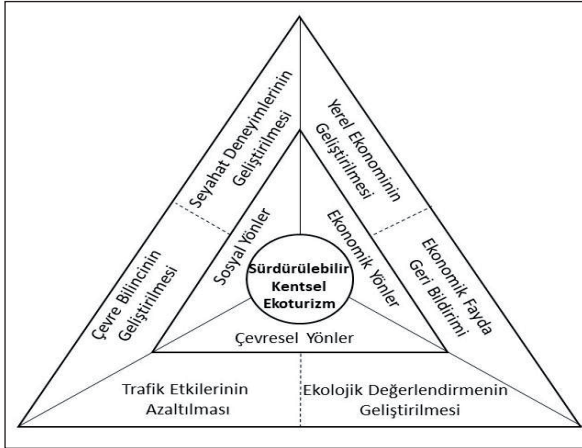 Seyahat Deneyimlerinin
Geliştirilmesi
Yerel Ekonominin
Geliştirilmesi
Çevre Bilincinin
Geliştirilmesi
Sosyal Yönler
Ekonomik Yönler
Ekonomik Fayda
Geri Bildirimi
Sürdürülebilir
Kentsel
Ekoturizm
Çevresel Yönler
Trafik Etkilerinin
Azaltılması
Ekolojik Değerlendirmenin
Geliştirilmesi